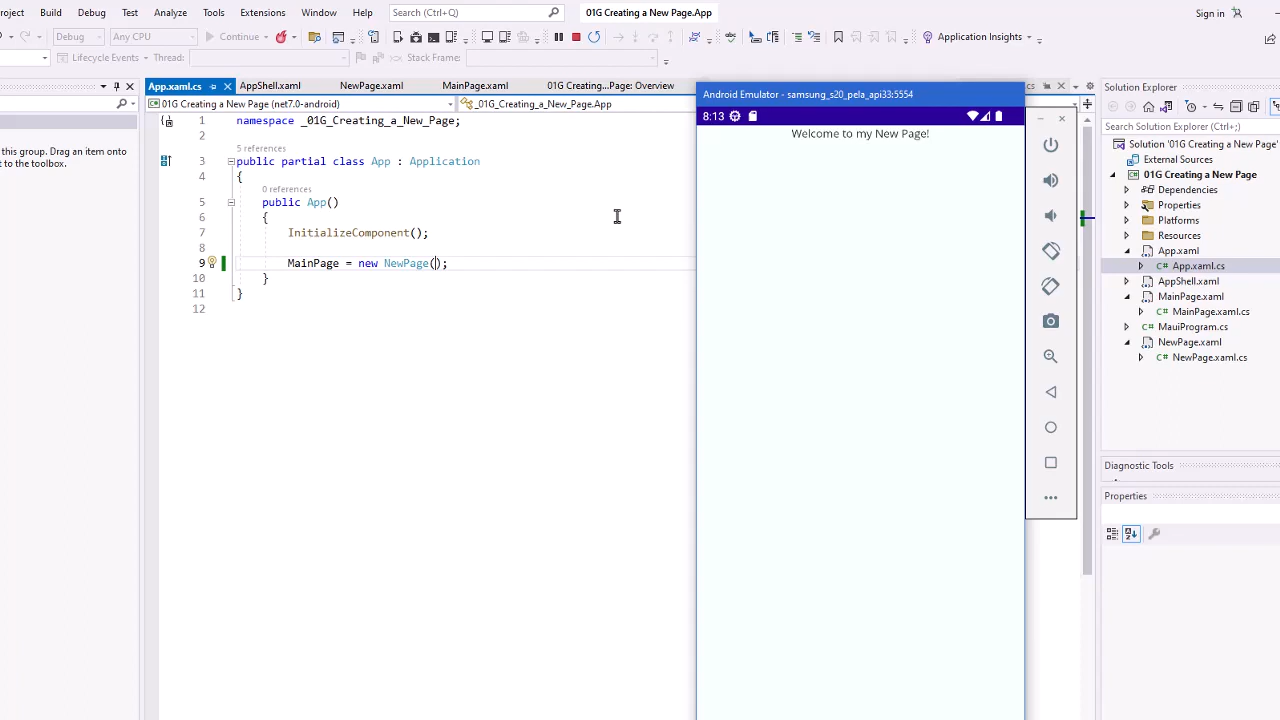 roject Build Debug Test Analyze Tools Extensions Window Help Search (Ctrl+Q) 01G Creating a New Page.App Sign in
Debug Any CPU Continue Application Insights
Lifecycle Events Thread: Stack Frame:
App.xaml.cs AppShell.xaml NewPage.xaml MainPage.xaml 01G Creating...Page: Overview .cs
Solution Explorer
01G Creating a New Page (net7.0-android) _01G_Creating_a_New_Page.App
Android Emulator - samsung_s20_pela_api33:5554
8:13
Welcome to my New Page!
this group. Drag an item onto
to the toolbox.
1 namespace _01G_Creating_a_New_Page;
2
5 references
3 public partial class App : Application
4 {
0 references
5 public App()
6 {
7 InitializeComponent();
8
9 MainPage = new NewPage();
10 }
11 }
12
Search Solution Explorer (Ctrl+;)
Solution '01G Creating a New Page'
External Sources
01G Creating a New Page
Dependencies
Properties
Platforms
Resources
App.xaml
C# App.xaml.cs
AppShell.xaml
MainPage.xaml
C# MainPage.xaml.cs
C# MauiProgram.cs
NewPage.xaml
C# NewPage.xaml.cs
Diagnostic Tools
Properties